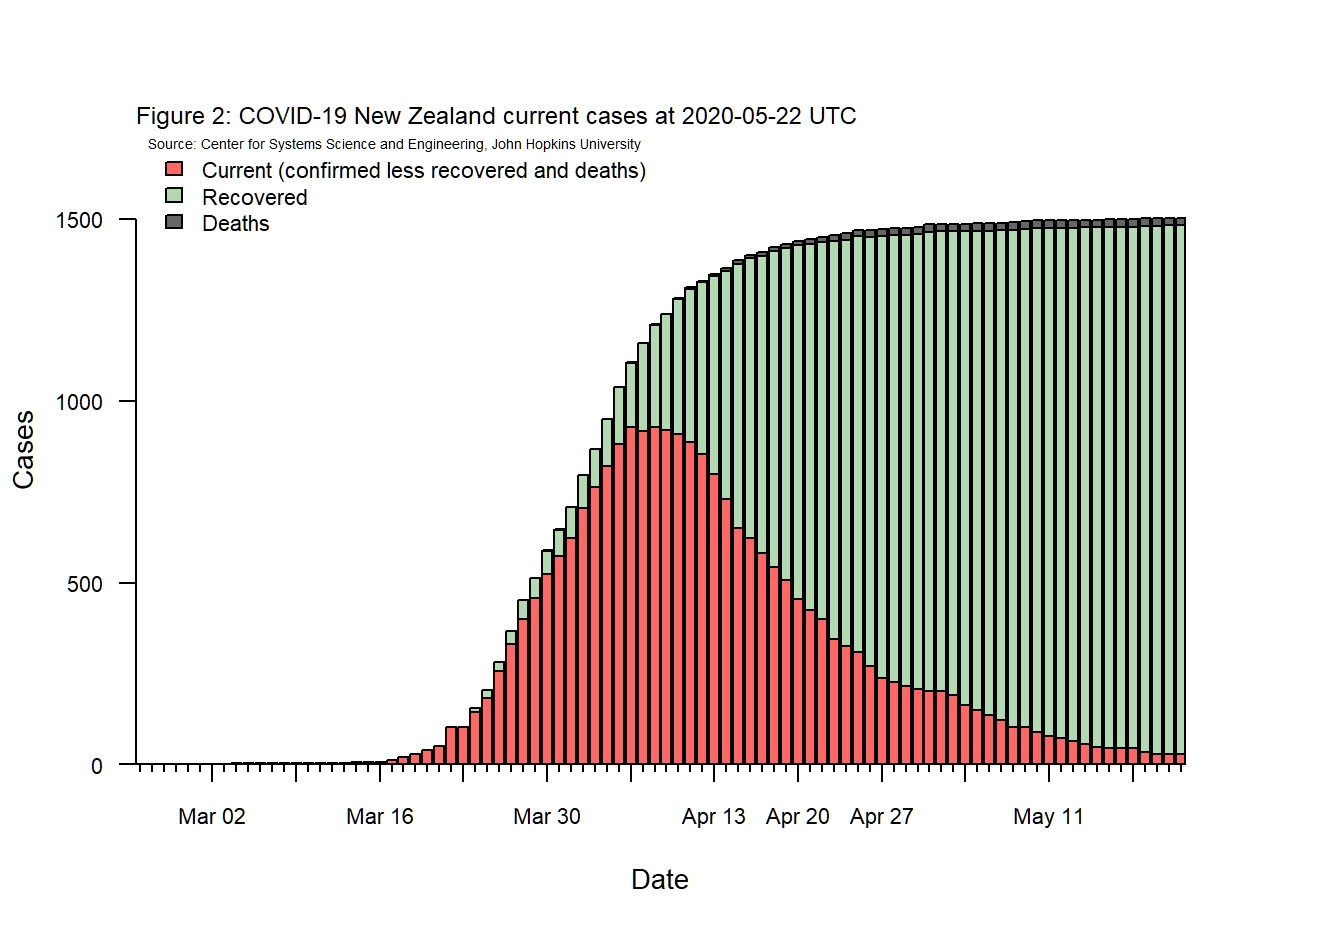 Figure 2: COVID-19 New Zealand current cases at 2020-05-22 UTC
Source: Center for Systems Science and Engineering, John Hopkins University
Current (confirmed less recovered and deaths)
Recovered
Deaths
1500
1000
500
0
Cases
Mar 02 Mar 16 Mar 30 Apr 13 Apr 20 Apr 27 May 11
Date